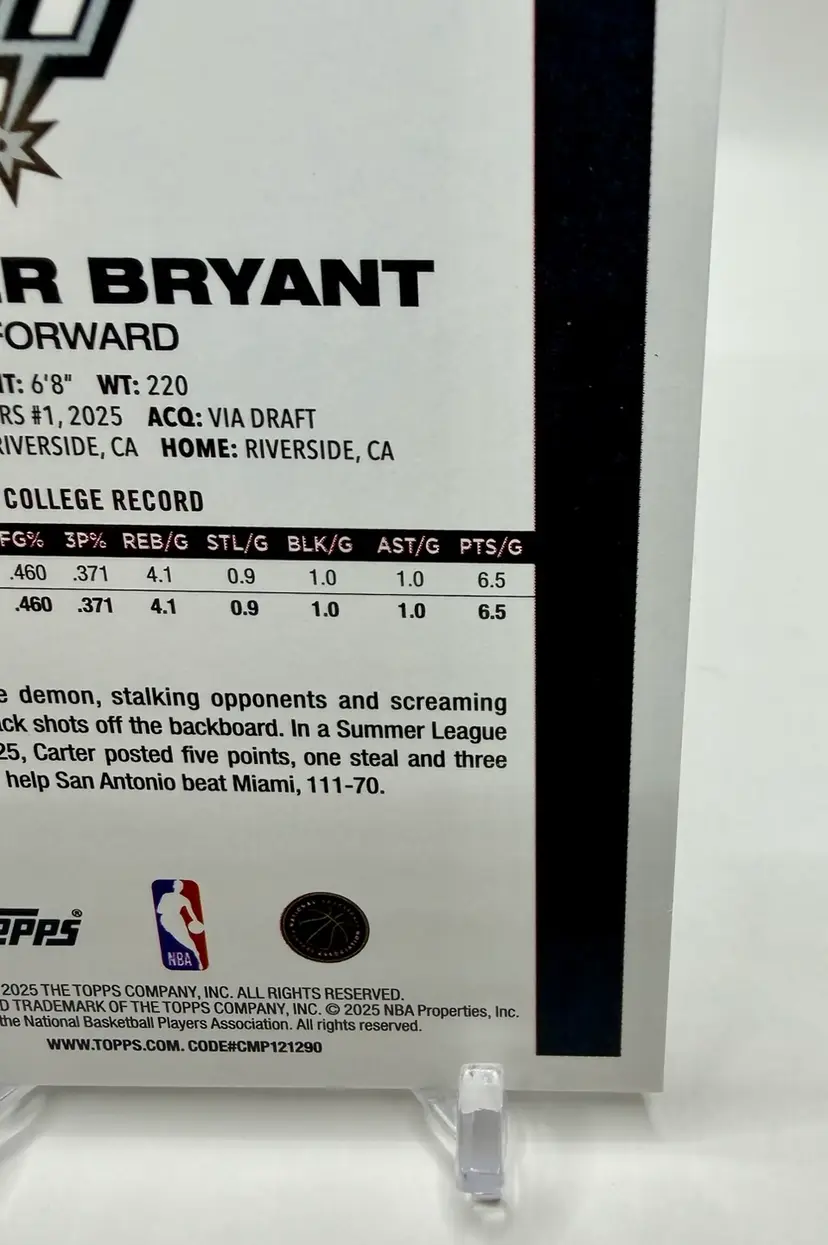 ER BRYANT
FORWARD
HT: 6'8" WT: 220
RS #1, 2025 ACQ: VIA DRAFT
RIVERSIDE, CA HOME: RIVERSIDE, CA
COLLEGE RECORD
FG% 3P% REB/G STL/G BLK/G AST/G PTS/G
.460 .371 4.1 0.9 1.0 1.0 6.5
.460 .371 4.1 0.9 1.0 1.0 6.5
e demon, stalking opponents and screaming
ck shots off the backboard. In a Summer League
25, Carter posted five points, one steal and three
help San Antonio beat Miami, 111-70.
TOPPS®
NBA
2025 THE TOPPS COMPANY, INC. ALL RIGHTS RESERVED.
D TRADEMARK OF THE TOPPS COMPANY, INC. © 2025 NBA Properties, Inc.
the National Basketball Players Association. All rights reserved.
WWW.TOPPS.COM. CODE#CMP121290